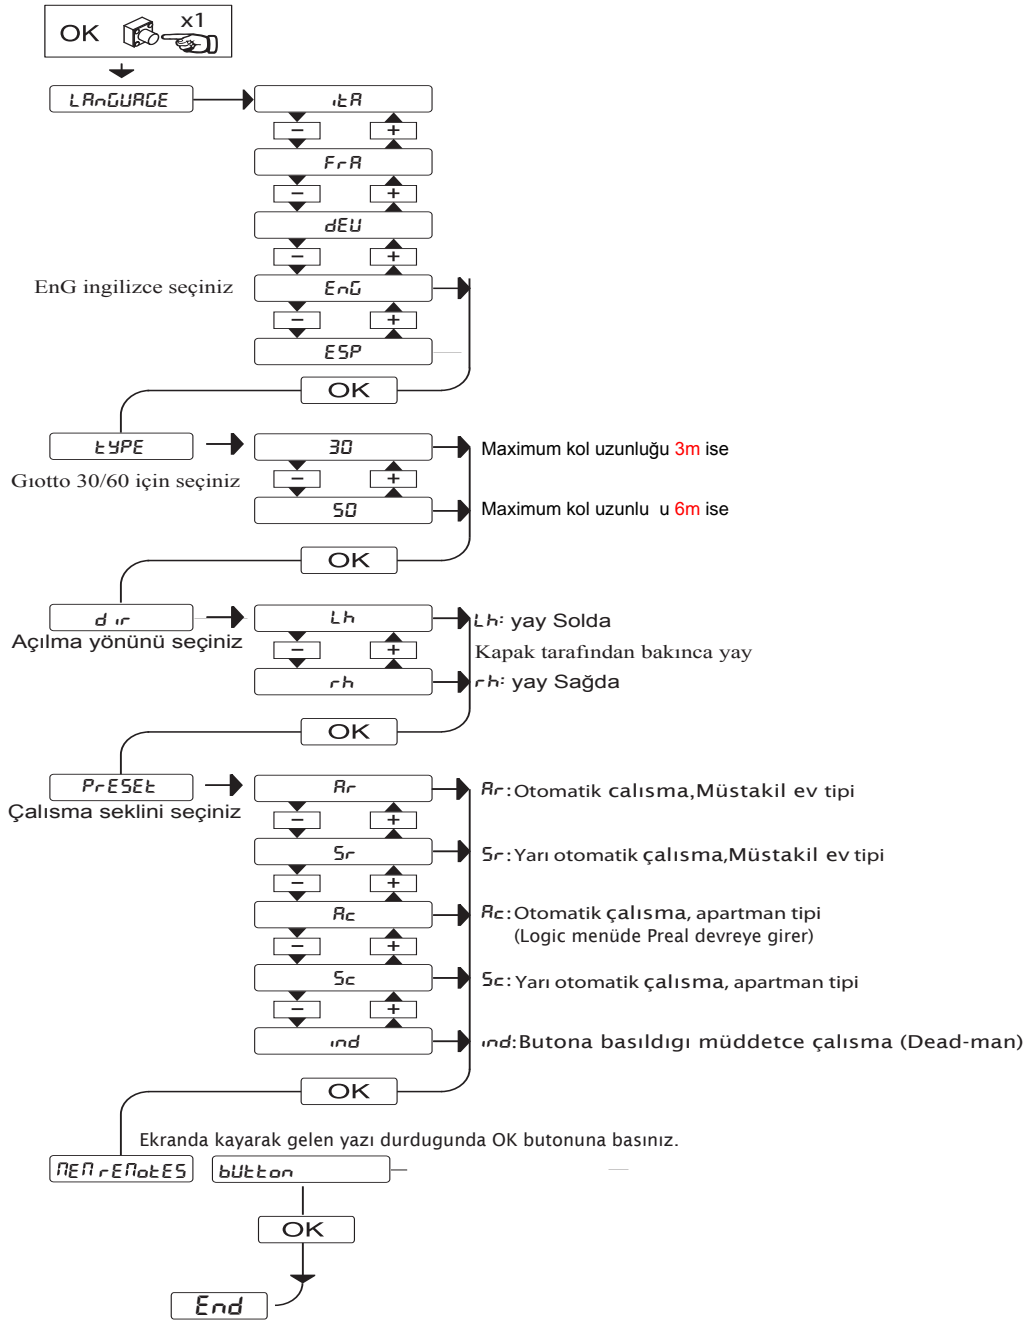 OK x1
LAnGUAGE itA
- +
FrA
- +
dEU
- +
EnG ingilizce seçiniz EnG
- +
ESP
OK
tYPE 30 Maximum kol uzunluğu 3m ise
Gıotto 30/60 için seçiniz - +
50 Maximum kol uzunlu u 6m ise
OK
dir Lh Lh: yay Solda
Açılma yönünü seçiniz - + Kapak tarafından bakınca yay
rh rh: yay Sağda
OK
PrESEt Ar Ar:Otomatik calısma,Müstakil ev tipi
Çalısma seklini seçiniz
- +
Sr Sr:Yarı otomatik çalısma,Müstakil ev tipi
- +
Ac Ac:Otomatik çalısma, apartman tipi
(Logic menüde Preal devreye girer)
- +
Sc Sc:Yarı otomatik çalısma, apartman tipi
- +
ind ind:Butona basıldıgı müddetce çalısma (Dead-man)
OK
Ekranda kayarak gelen yazı durdugunda OK butonuna basınız.
MEM rEMotES bUtton
OK
End